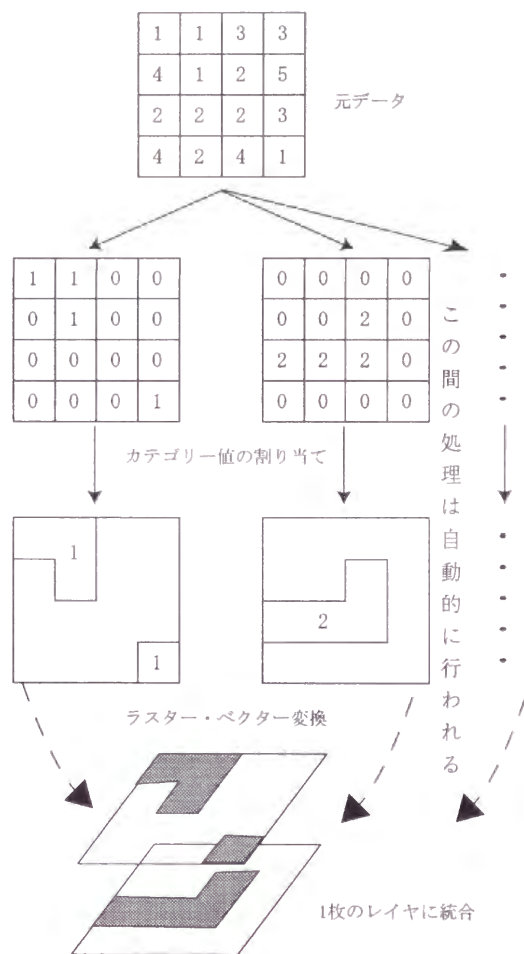 1 1 3 3
4 1 2 5
2 2 2 3
4 2 4 1
元データ
1 1 0 0
0 1 0 0
0 0 0 0
0 0 0 1
0 0 0 0
0 0 2 0
2 2 2 0
0 0 0 0
カテゴリー値の割り当て
この間の処理は自動的に行われる
1
1
2
ラスター・ベクター変換
1枚のレイヤに統合